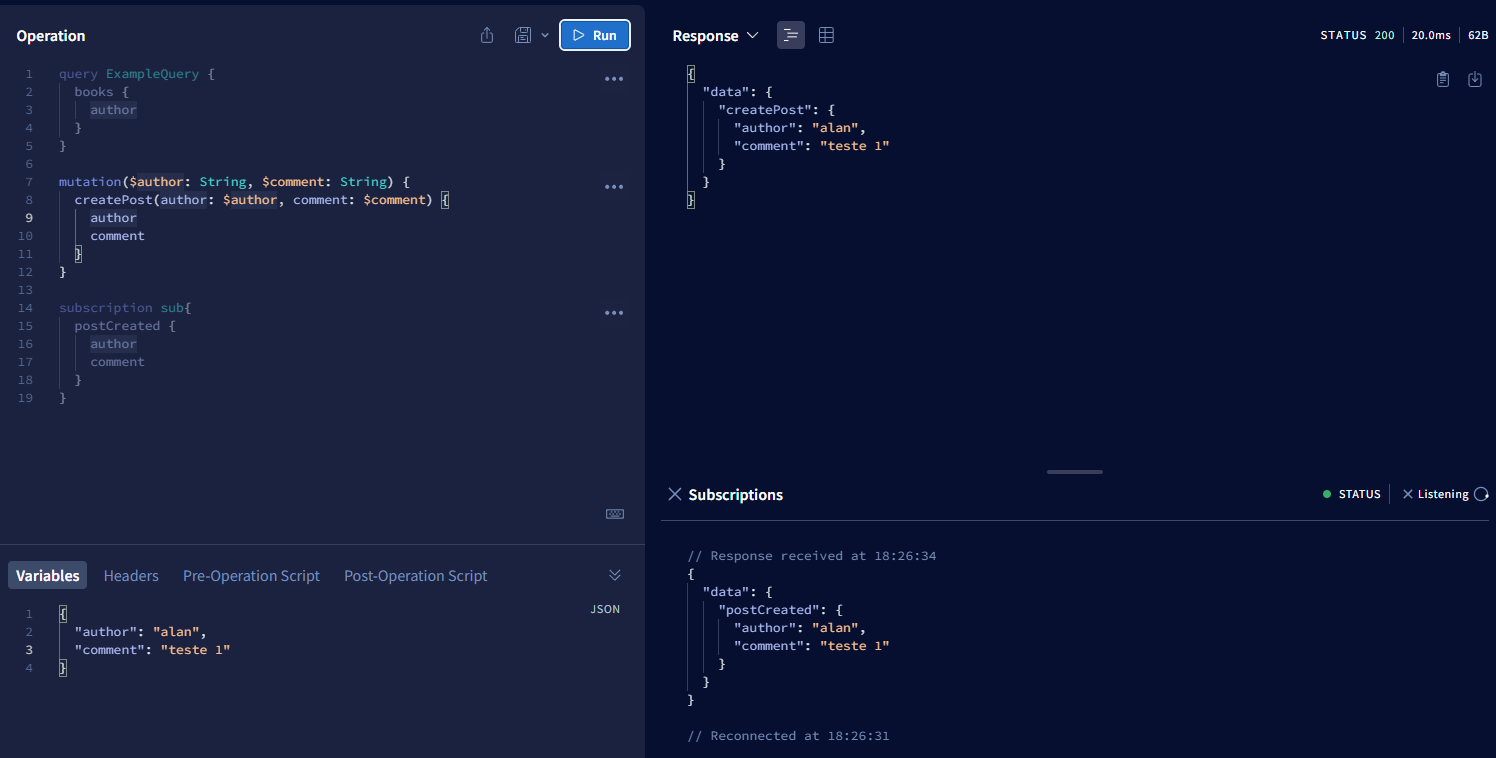 Operation
Run
1 query ExampleQuery {
2 books {
3 author
4 }
5 }
6
7 mutation($author: String, $comment: String) {
8 createPost(author: $author, comment: $comment) {
9 author
10 comment
11 }
12 }
13
14 subscription sub{
15 postCreated {
16 author
17 comment
18 }
19 }
Variables Headers Pre-Operation Script Post-Operation Script
JSON
1 {
2 "author": "alan",
3 "comment": "teste 1"
4 }
Response
STATUS 200 20.0ms 62B
{
"data": {
"createPost": {
"author": "alan",
"comment": "teste 1"
}
}
}
Subscriptions
STATUS Listening
// Response received at 18:26:34
{
"data": {
"postCreated": {
"author": "alan",
"comment": "teste 1"
}
}
}
// Reconnected at 18:26:31